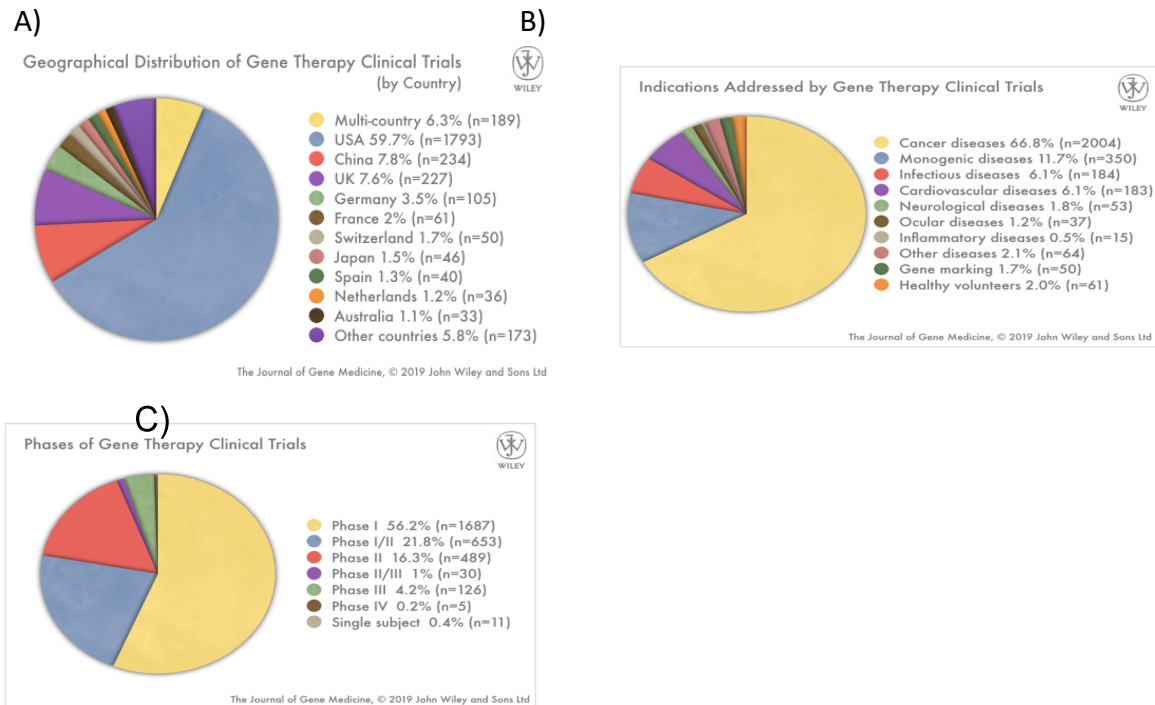 A)
Geographical Distribution of Gene Therapy Clinical Trials
(by Country)
WILEY
Multi-country 6.3% (n=189)
USA 59.7% (n=1793)
China 7.8% (n=234)
UK 7.6% (n=227)
Germany 3.5% (n=105)
France 2% (n=61)
Switzerland 1.7% (n=50)
Japan 1.5% (n=46)
Spain 1.3% (n=40)
Netherlands 1.2% (n=36)
Australia 1.1% (n=33)
Other countries 5.8% (n=173)
The Journal of Gene Medicine, © 2019 John Wiley and Sons Ltd
B)
Indications Addressed by Gene Therapy Clinical Trials
WILEY
Cancer diseases 66.8% (n=2004)
Monogenic diseases 11.7% (n=350)
Infectious diseases 6.1% (n=184)
Cardiovascular diseases 6.1% (n=183)
Neurological diseases 1.8% (n=53)
Ocular diseases 1.2% (n=37)
Inflammatory diseases 0.5% (n=15)
Other diseases 2.1% (n=64)
Gene marking 1.7% (n=50)
Healthy volunteers 2.0% (n=61)
The Journal of Gene Medicine, © 2019 John Wiley and Sons Ltd
C)
Phases of Gene Therapy Clinical Trials
WILEY
Phase I 56.2% (n=1687)
Phase I/II 21.8% (n=653)
Phase II 16.3% (n=489)
Phase II/III 1% (n=30)
Phase III 4.2% (n=126)
Phase IV 0.2% (n=5)
Single subject 0.4% (n=11)
The Journal of Gene Medicine, © 2019 John Wiley and Sons Ltd